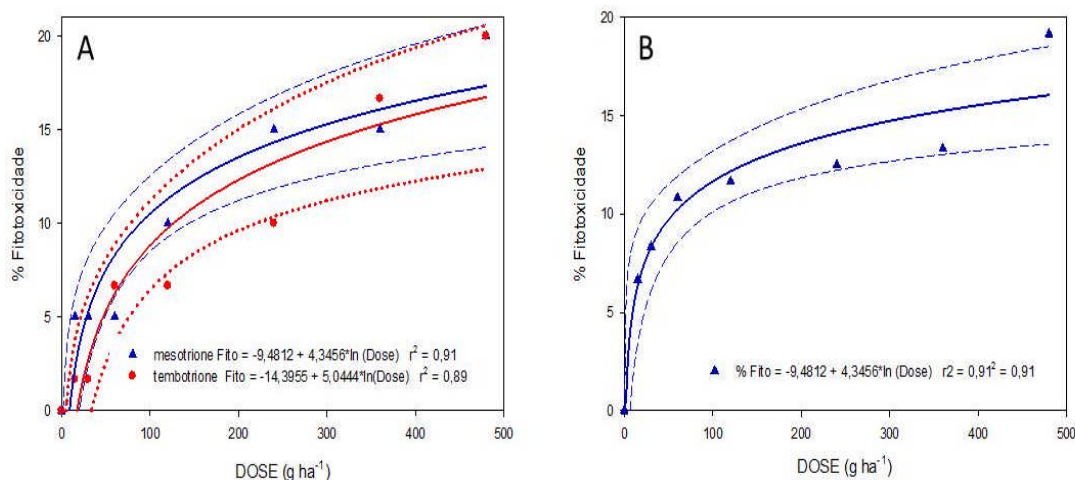 A
% Fitotoxicidade
20
15
10
5
0
mesotrione Fito = -9,4812 + 4,3456*ln (Dose) r² = 0,91
tembotrione Fito = -14,3955 + 5,0444*ln(Dose) r² = 0,89
0 100 200 300 400 500
DOSE (g ha⁻¹)
B
% Fitotoxicidade
20
15
10
5
0
% Fito = -9,4812 + 4,3456*ln (Dose) r2 = 0,91² = 0,91
0 100 200 300 400 500
DOSE (g ha⁻¹)